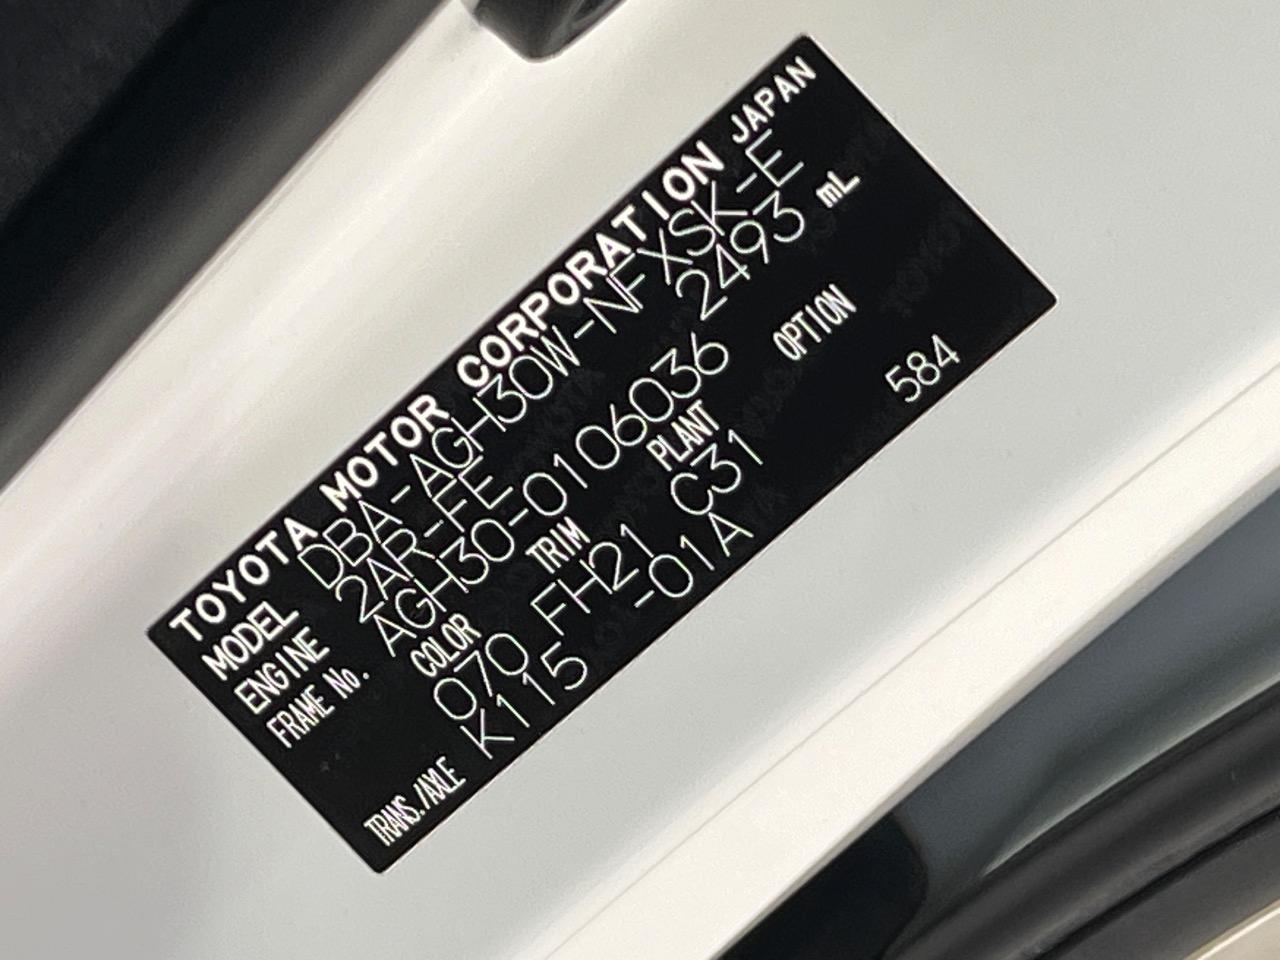 TOYOTA MOTOR CORPORATION JAPAN
MODEL DBA-AGH30W-NFXSK-E
ENGINE 2AR-FE 2493 mL
FRAME No. AGH30-0106036
COLOR TRIM PLANT OPTION
070 FH21 C31 584
TRANS./AXLE K115 -01A